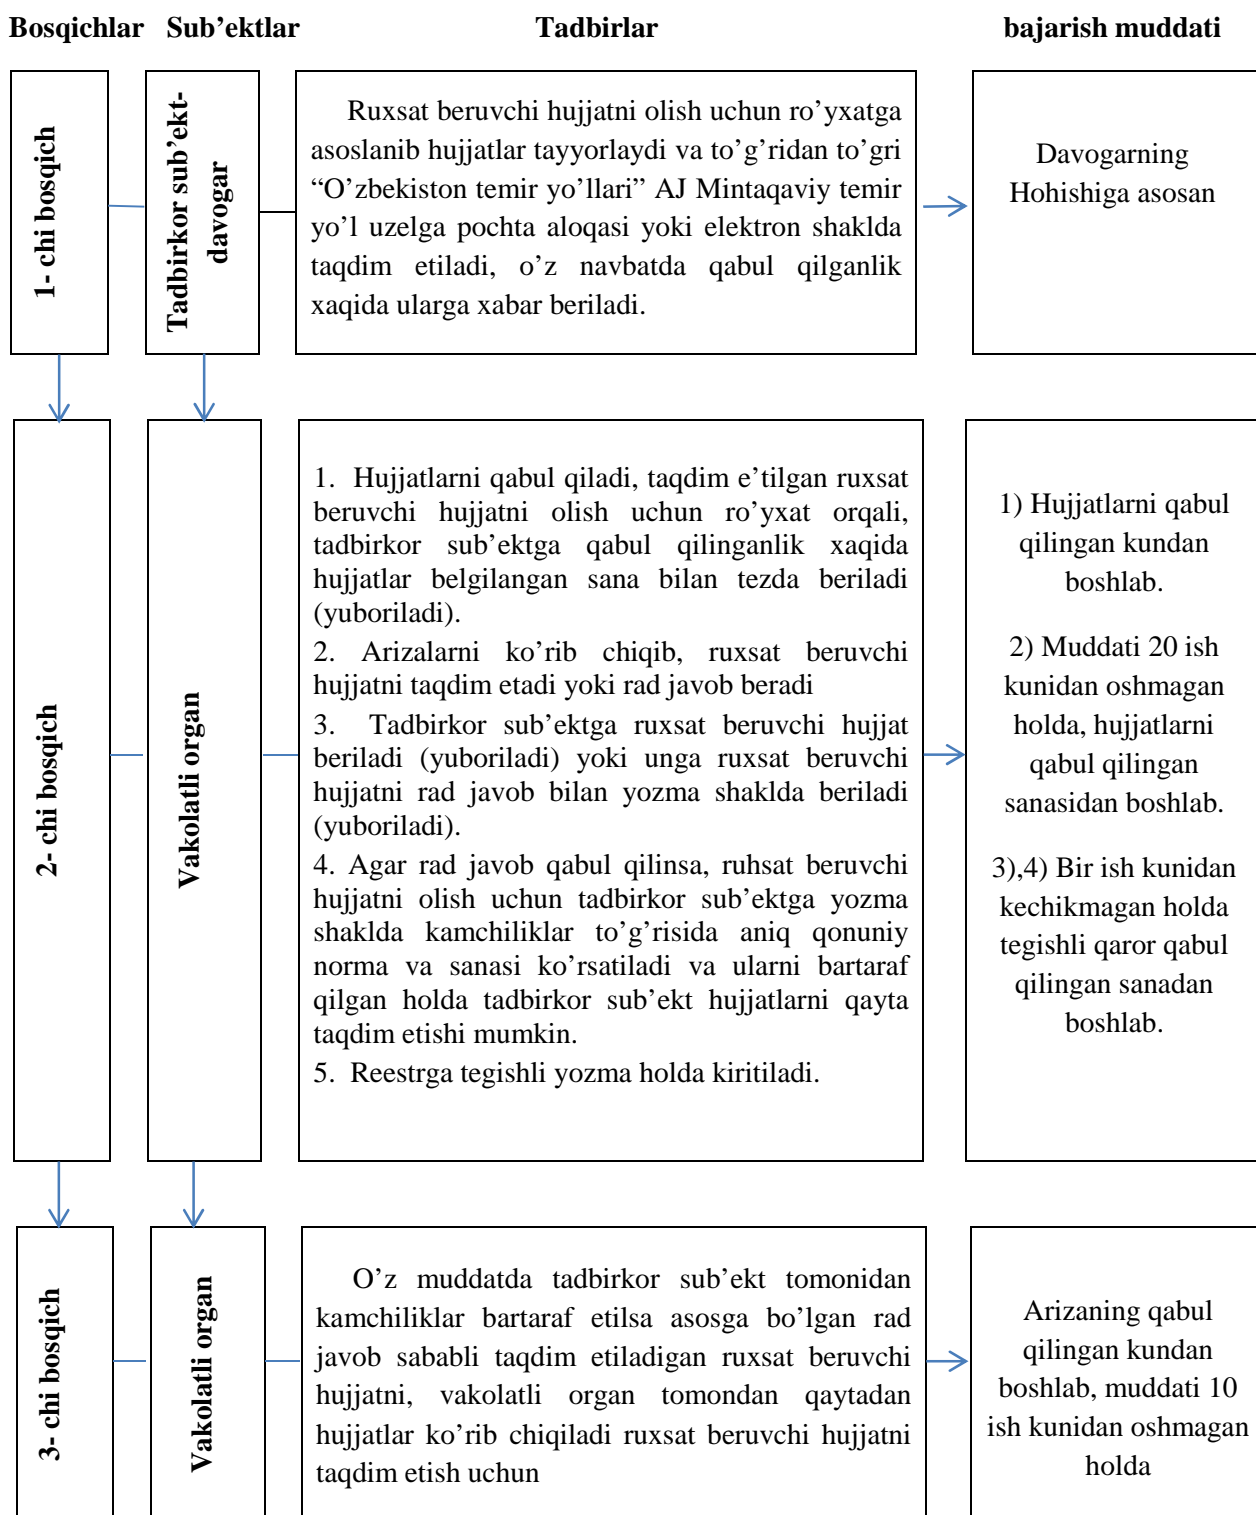 Bosqichlar Sub’ektlar Tadbirlar bajarish muddati
1- chi bosqich
Tadbirkor sub’ekt-
davogar
Ruxsat beruvchi hujjatni olish uchun ro’yxatga
asoslanib hujjatlar tayyorlaydi va to’g’ridan to’gri
“O’zbekiston temir yo’llari” AJ Mintaqaviy temir
yo’l uzelga pochta aloqasi yoki elektron shaklda
taqdim etiladi, o’z navbatda qabul qilganlik
xaqida ularga xabar beriladi.
Davogarning
Hohishiga asosan
2- chi bosqich
Vakolatli organ
1. Hujjatlarni qabul qiladi, taqdim e’tilgan ruxsat
beruvchi hujjatni olish uchun ro’yxat orqali,
tadbirkor sub’ektga qabul qilinganlik xaqida
hujjatlar belgilangan sana bilan tezda beriladi
(yuboriladi).
2. Arizalarni ko’rib chiqib, ruxsat beruvchi
hujjatni taqdim etadi yoki rad javob beradi
3. Tadbirkor sub’ektga ruxsat beruvchi hujjat
beriladi (yuboriladi) yoki unga ruxsat beruvchi
hujjatni rad javob bilan yozma shaklda beriladi
(yuboriladi).
4. Agar rad javob qabul qilinsa, ruhsat beruvchi
hujjatni olish uchun tadbirkor sub’ektga yozma
shaklda kamchiliklar to’g’risida aniq qonuniy
norma va sanasi ko’rsatiladi va ularni bartaraf
qilgan holda tadbirkor sub’ekt hujjatlarni qayta
taqdim etishi mumkin.
5. Reestrga tegishli yozma holda kiritiladi.
1) Hujjatlarni qabul
qilingan kundan
boshlab.
2) Muddati 20 ish
kunidan oshmagan
holda, hujjatlarni
qabul qilingan
sanasidan boshlab.
3),4) Bir ish kunidan
kechikmagan holda
tegishli qaror qabul
qilingan sanadan
boshlab.
3- chi bosqich
Vakolatli organ
O’z muddatda tadbirkor sub’ekt tomonidan
kamchiliklar bartaraf etilsa asosga bo’lgan rad
javob sababli taqdim etiladigan ruxsat beruvchi
hujjatni, vakolatli organ tomondan qaytadan
hujjatlar ko’rib chiqiladi ruxsat beruvchi hujjatni
taqdim etish uchun
Arizaning qabul
qilingan kundan
boshlab, muddati 10
ish kunidan oshmagan
holda